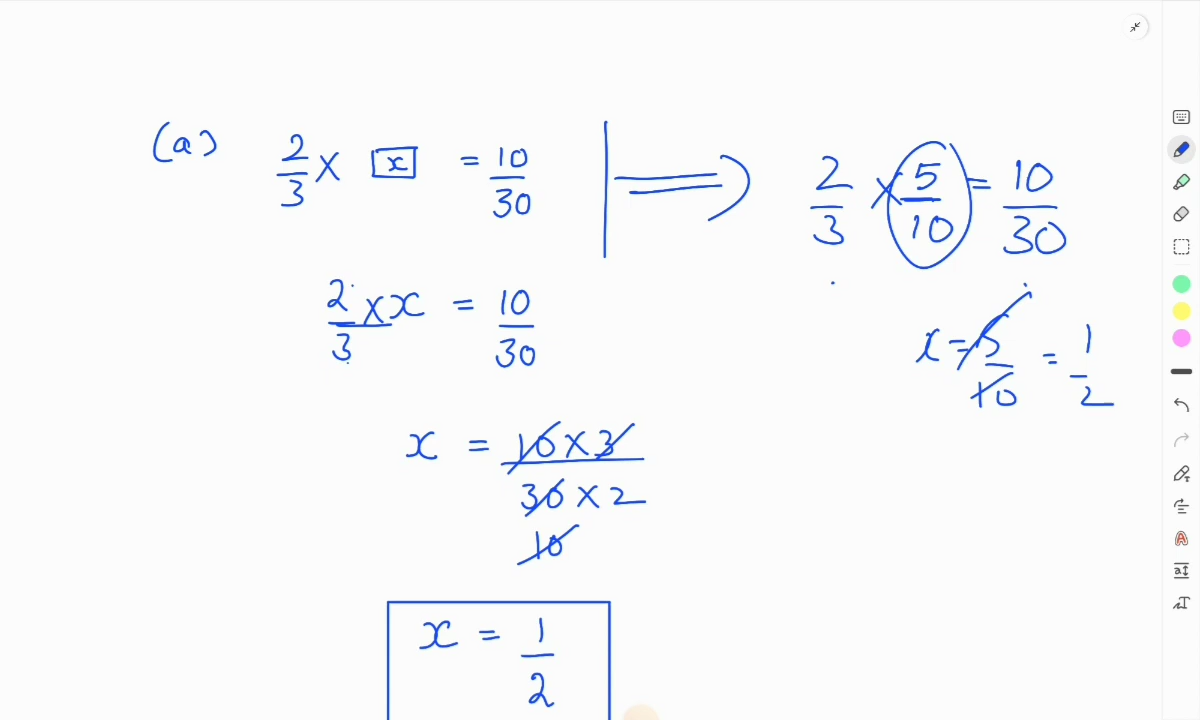 (a) 2/3 × x = 10/30 ⟹ 2/3 × 5/10 = 10/30
2/3 × x = 10/30
x = 5/10 = 1/2
x = 10 × 3 / 30 × 2
10
x = 1/2